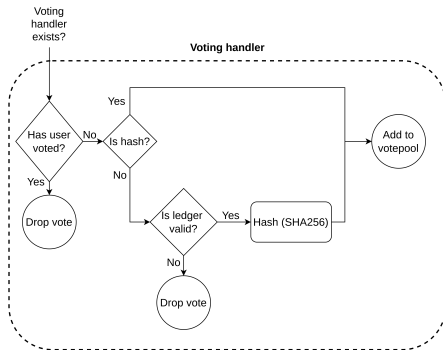 Voting
handler
exists?
Voting handler
Yes
Has user
voted?
No
Is hash?
Add to
votepool
Yes
No
Drop vote
Is ledger
valid?
Yes
Hash (SHA256)
No
Drop vote